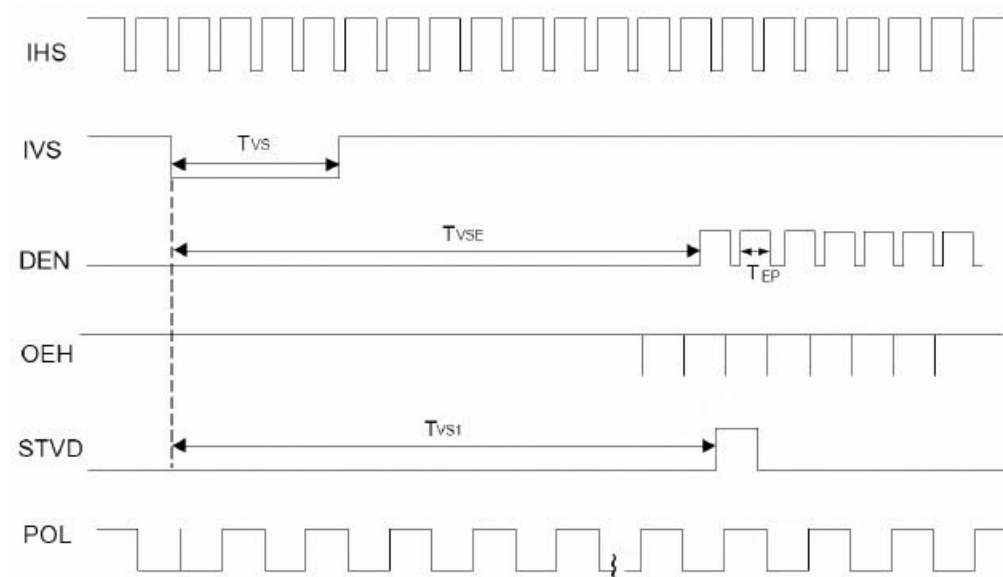 IHS
IVS
TVS
DEN
TVSE
TEP
OEH
STVD
TVS1
POL